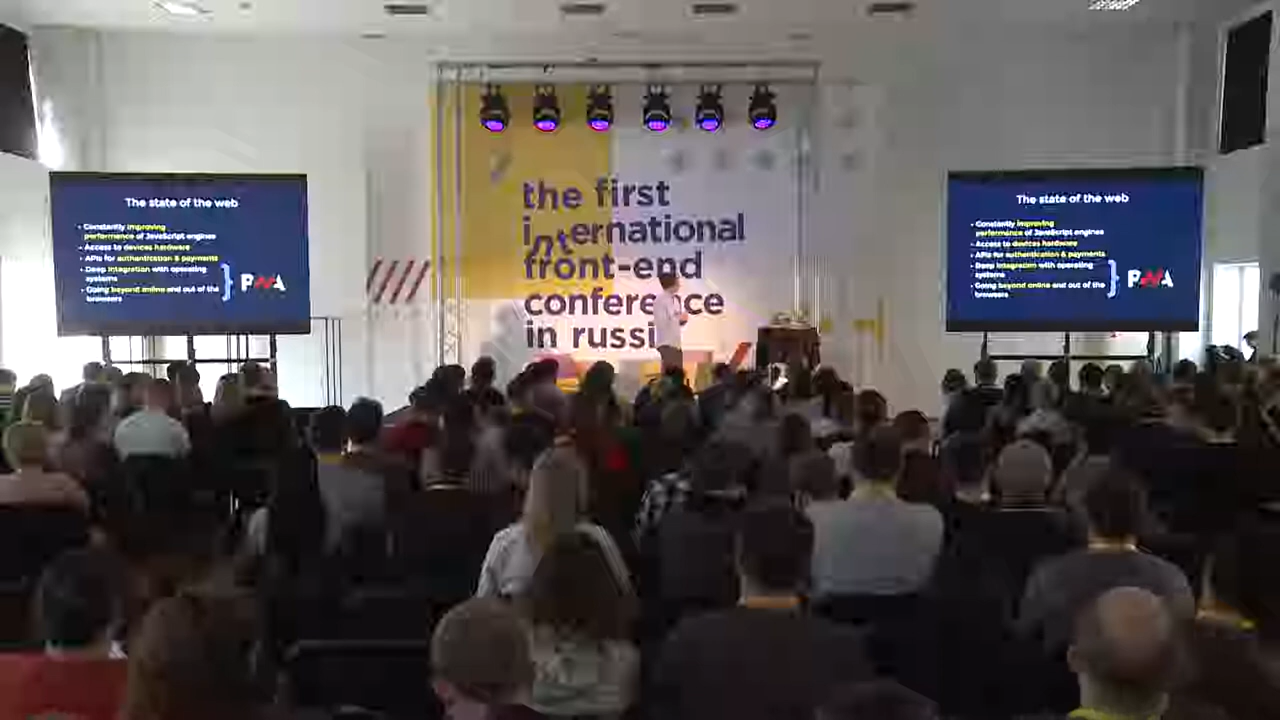 the first
international
front-end
conference
in russi
The state of the web
- Constantly improving
performance of JavaScript engines
- Access to devices hardware
- APIs for authentication & payments
- Deep integration with operating
systems
- Going beyond online and out of the
browsers
PWA
The state of the web
- Constantly improving
performance of JavaScript engines
- Access to devices hardware
- APIs for authentication & payments
- Deep integration with operating
systems
- Going beyond online and out of the
browsers
PWA